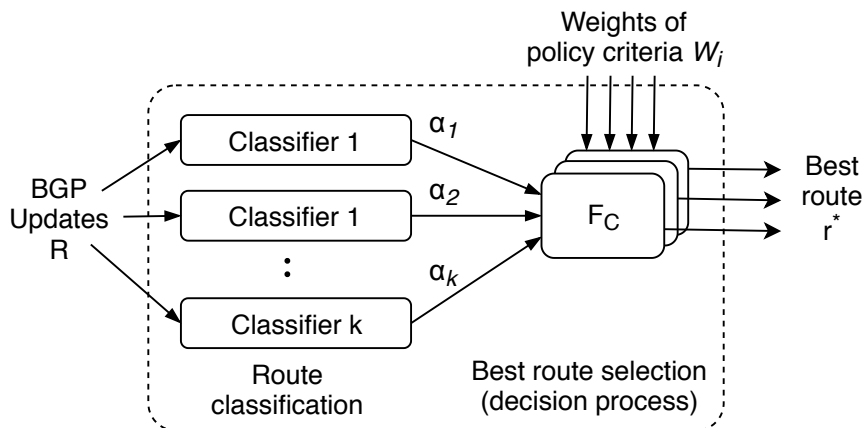 Weights of
policy criteria Wi
Classifier 1
α1
BGP
Updates
R
Classifier 1
α2
:
Classifier k
αk
FC
Best
route
r*
Route
classification
Best route selection
(decision process)